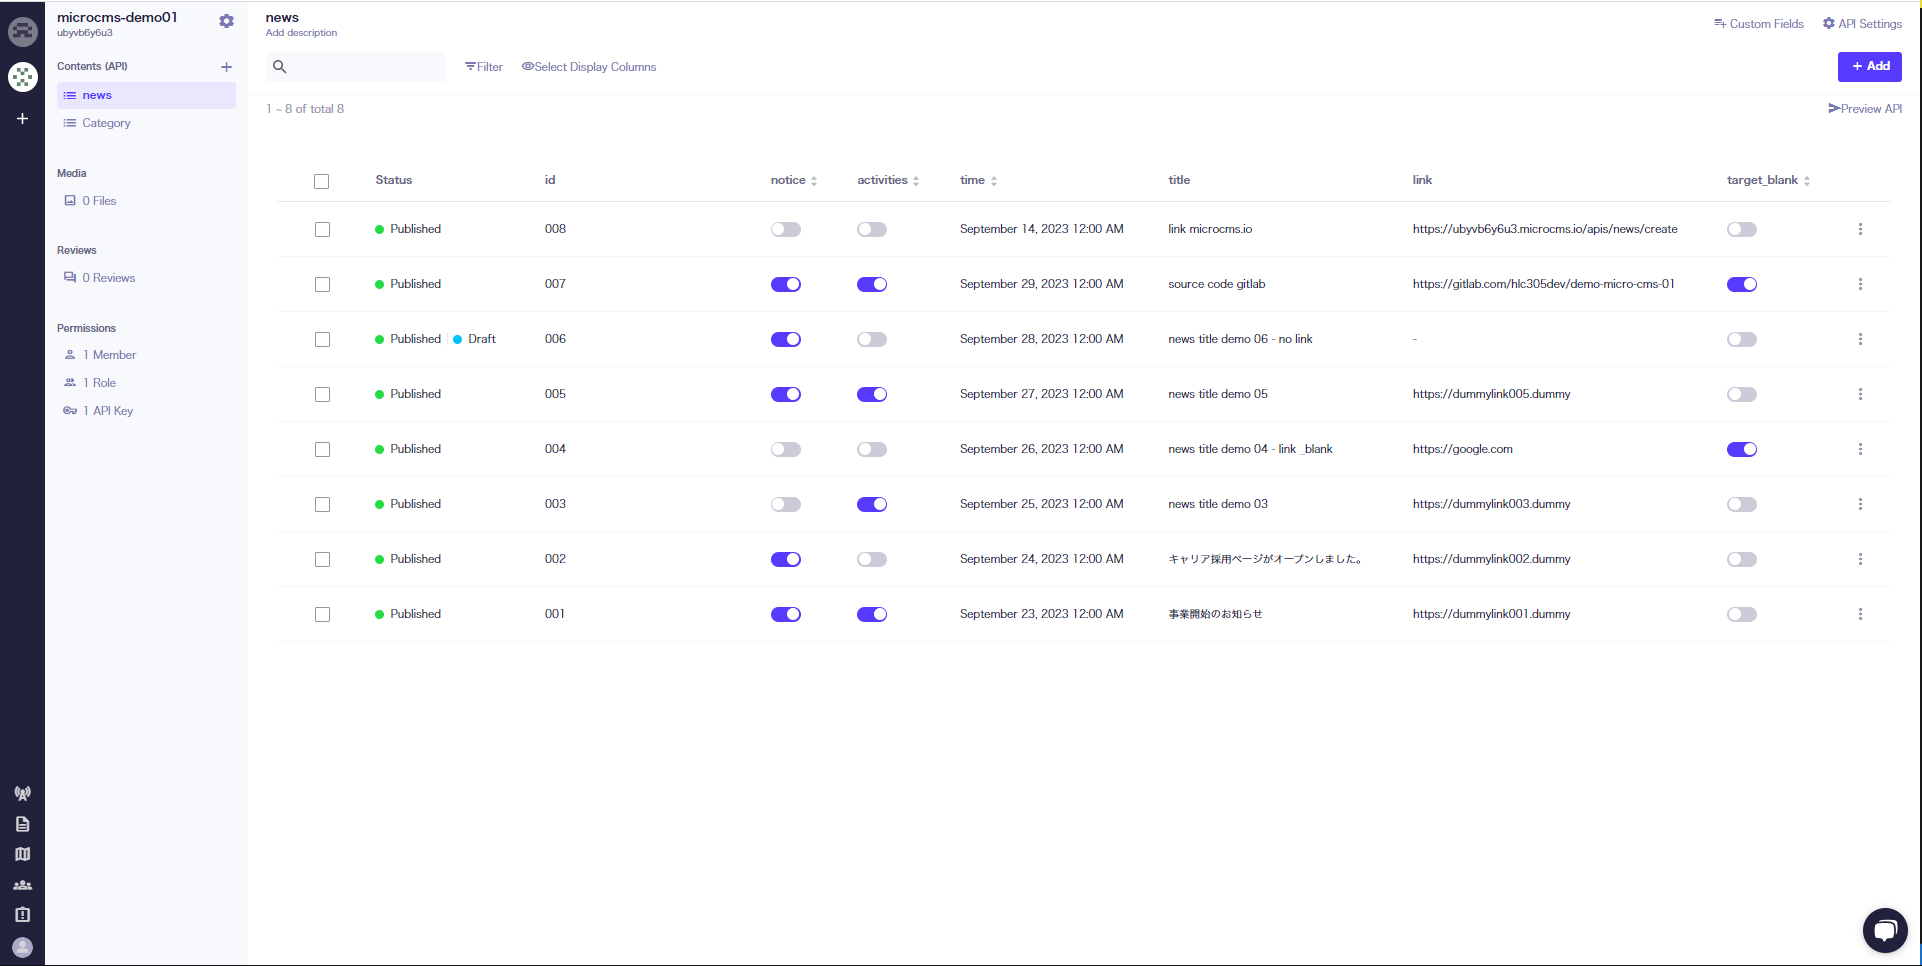 microcms-demo01
ubyvb6y6u3
Contents (API)
news
Category
Media
0 Files
Reviews
0 Reviews
Permissions
1 Member
1 Role
1 API Key
news
Add description
Custom Fields API Settings
Filter Select Display Columns + Add
1 ~ 8 of total 8 Preview API
Status id notice activities time title link target_blank
Published 008 September 14, 2023 12:00 AM link microcms.io https://ubyvb6y6u3.microcms.io/apis/news/create
Published 007 September 29, 2023 12:00 AM source code gitlab https://gitlab.com/hlc305dev/demo-micro-cms-01
Published Draft 006 September 28, 2023 12:00 AM news title demo 06 - no link -
Published 005 September 27, 2023 12:00 AM news title demo 05 https://dummylink005.dummy
Published 004 September 26, 2023 12:00 AM news title demo 04 - link _blank https://google.com
Published 003 September 25, 2023 12:00 AM news title demo 03 https://dummylink003.dummy
Published 002 September 24, 2023 12:00 AM キャリア採用ページがオープンしました。 https://dummylink002.dummy
Published 001 September 23, 2023 12:00 AM 事業開始のお知らせ https://dummylink001.dummy